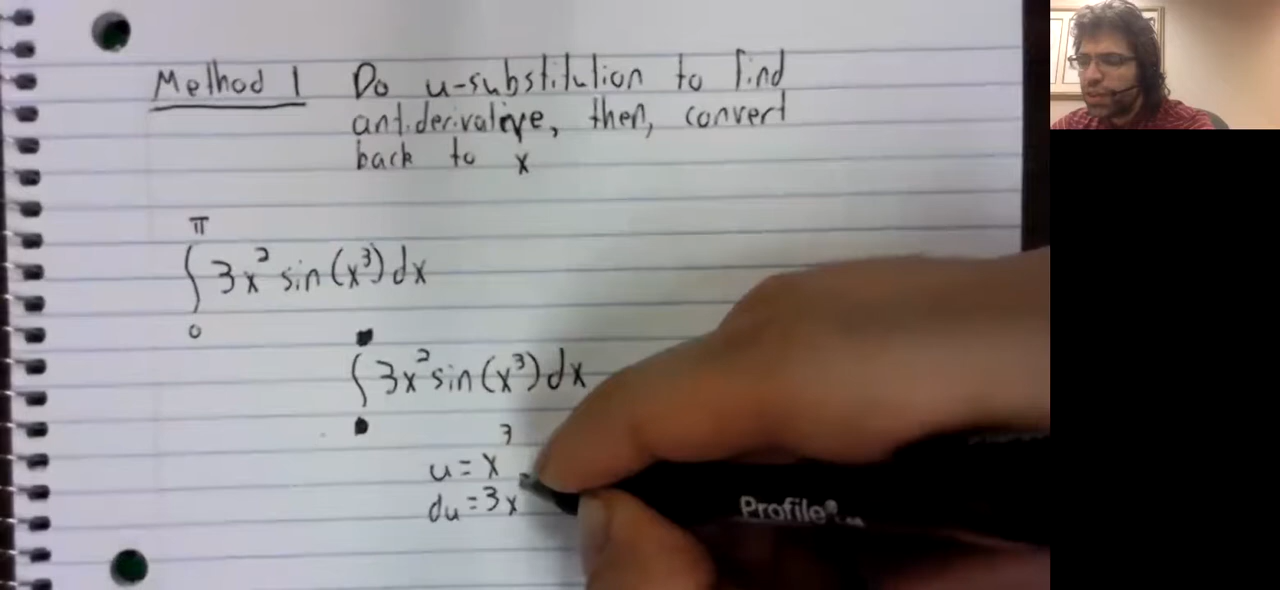 Method 1 Do u-substitution to find
antiderivative, then, convert
back to x
π
∫ 3x² sin(x³)dx
0
∫ 3x² sin(x³)dx
u = x³
du = 3x
Profile®